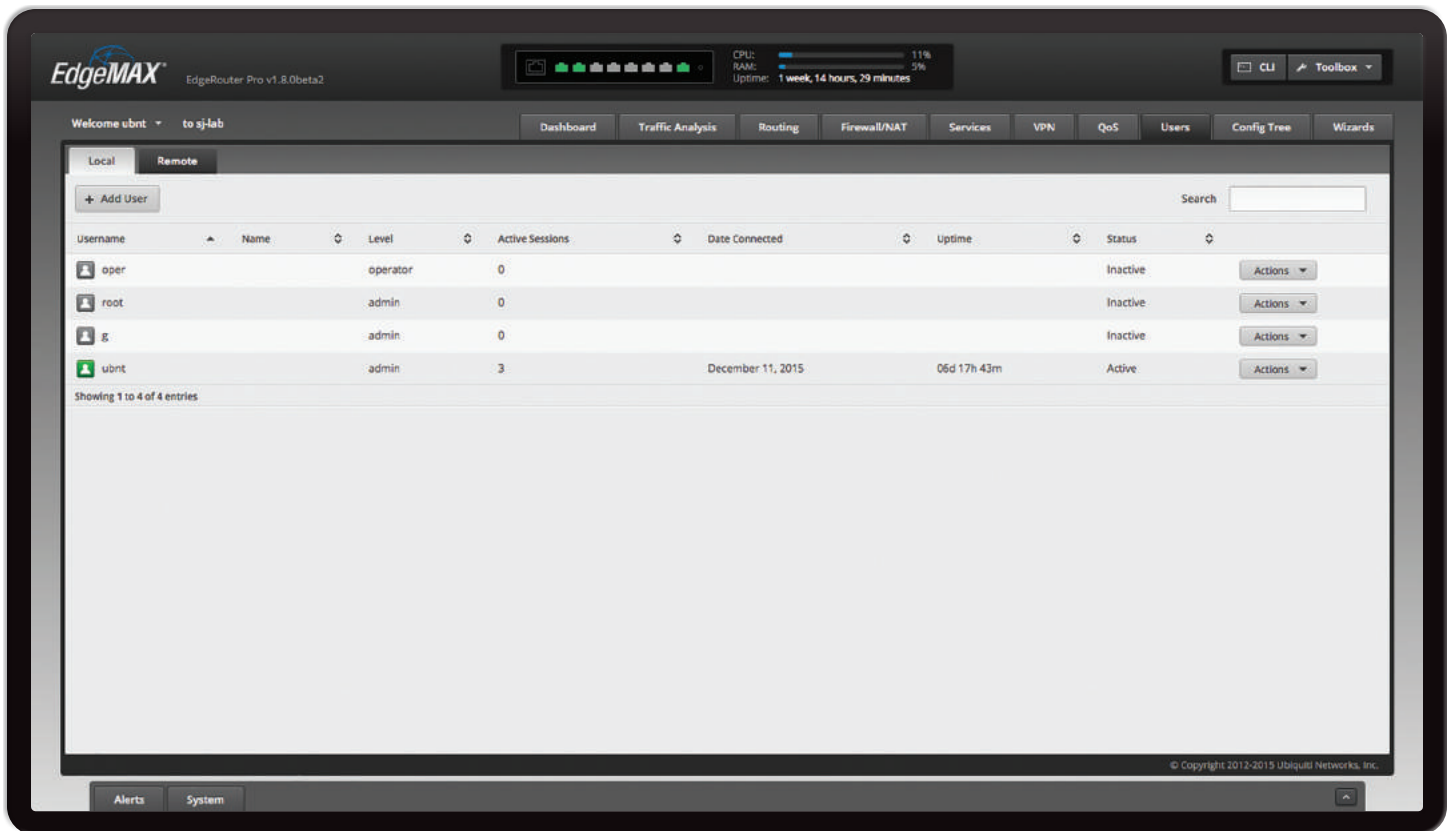 EdgeMAX® EdgeRouter Pro v1.8.0beta2
CPU: 11%
RAM: 5%
Uptime: 1 week, 14 hours, 29 minutes
CLI Toolbox
Welcome ubnt to sj-lab
Dashboard Traffic Analysis Routing Firewall/NAT Services VPN QoS Users Config Tree Wizards
Local Remote
+ Add User Search
Username Name Level Active Sessions Date Connected Uptime Status
oper operator 0 Inactive Actions
root admin 0 Inactive Actions
g admin 0 Inactive Actions
ubnt admin 3 December 11, 2015 06d 17h 43m Active Actions
Showing 1 to 4 of 4 entries
© Copyright 2012-2015 Ubiquiti Networks, Inc.
Alerts System